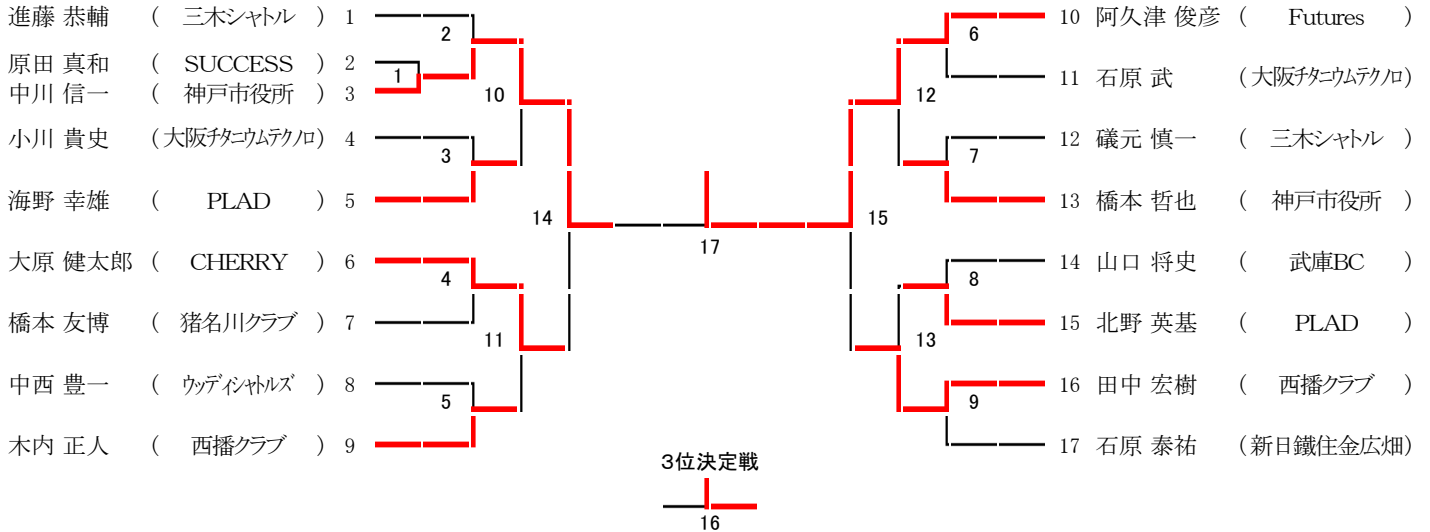 進藤 恭輔 ( 三木シャトル ) 1
原田 真和 ( SUCCESS ) 2
中川 信一 ( 神戸市役所 ) 3
小川 貴史 (大阪チタニウムテクノロ) 4
海野 幸雄 ( PLAD ) 5
大原 健太郎 ( CHERRY ) 6
橋本 友博 ( 猪名川クラブ ) 7
中西 豊一 ( ウッディシャトルズ ) 8
木内 正人 ( 西播クラブ ) 9
2
1
10
3
14
4
11
5
17
3位決定戦
16
6
12
7
15
8
13
9
10 阿久津 俊彦 ( Futures )
11 石原 武 (大阪チタニウムテクノロ)
12 礒元 慎一 ( 三木シャトル )
13 橋本 哲也 ( 神戸市役所 )
14 山口 将史 ( 武庫BC )
15 北野 英基 ( PLAD )
16 田中 宏樹 ( 西播クラブ )
17 石原 泰祐 (新日鐵住金広畑)